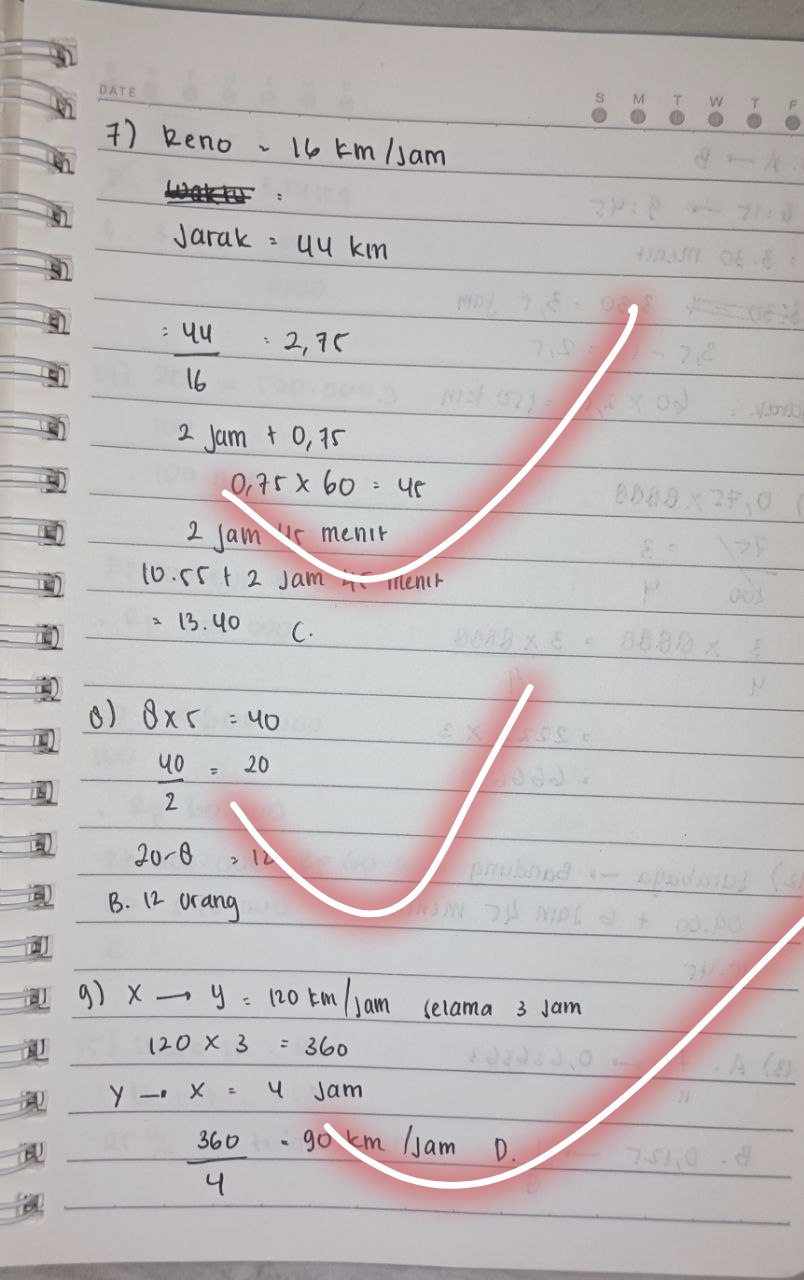 DATE
S M T W T F
7) Reno = 16 km/jam
waktu :
Jarak = 44 km
= 44/16 = 2,75
2 Jam + 0,75
0,75 x 60 = 45
2 Jam 45 menit
10.55 + 2 Jam 45 menit
= 13.40 C.
8) 8 x 5 = 40
40/2 = 20
20-8 = 12
B. 12 orang
9) X → Y = 120 km/jam selama 3 Jam
120 x 3 = 360
Y → X = 4 Jam
360/4 = 90 km/Jam D.